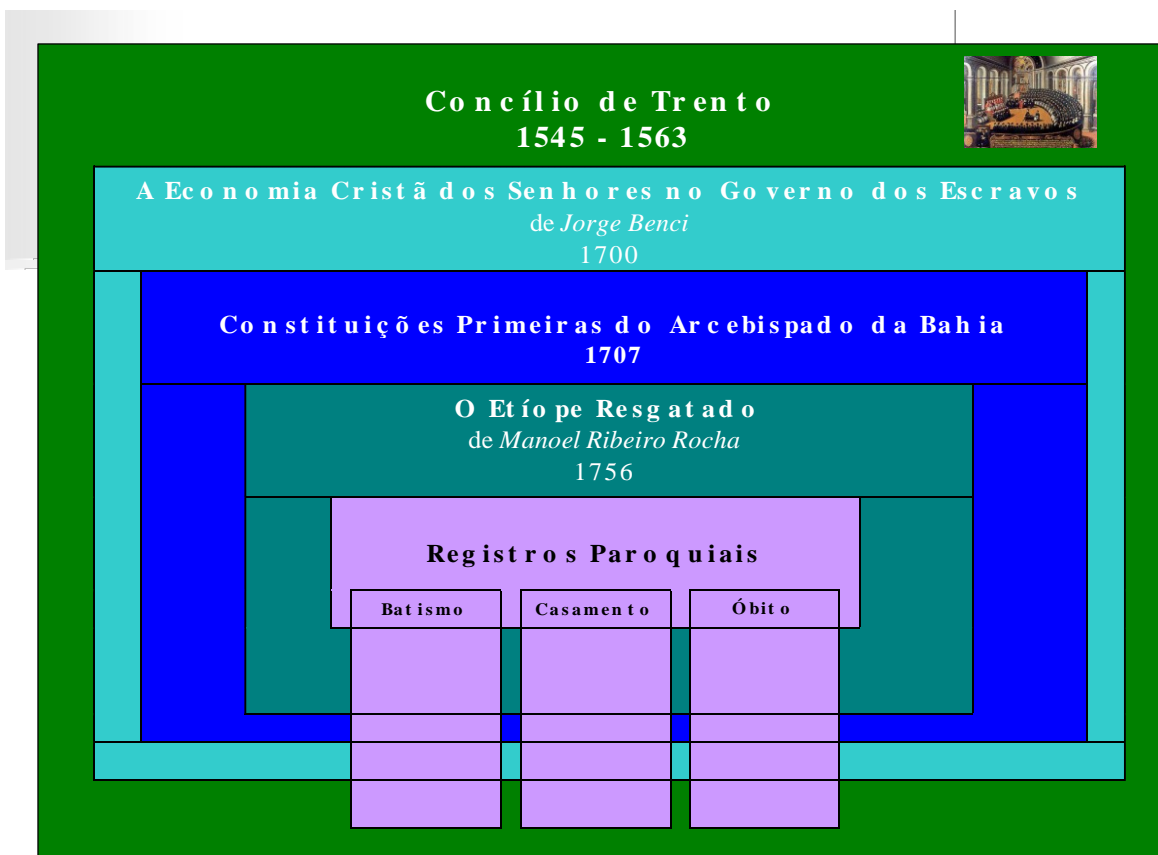 Concílio de Trento
1545 - 1563
A Economia Cristã dos Senhores no Governo dos Escravos
de Jorge Benci
1700
Constituições Primeiras do Arcebispado da Bahia
1707
O Etíope Resgatado
de Manoel Ribeiro Rocha
1756
Registros Paroquiais
Batismo
Casamento
Óbito